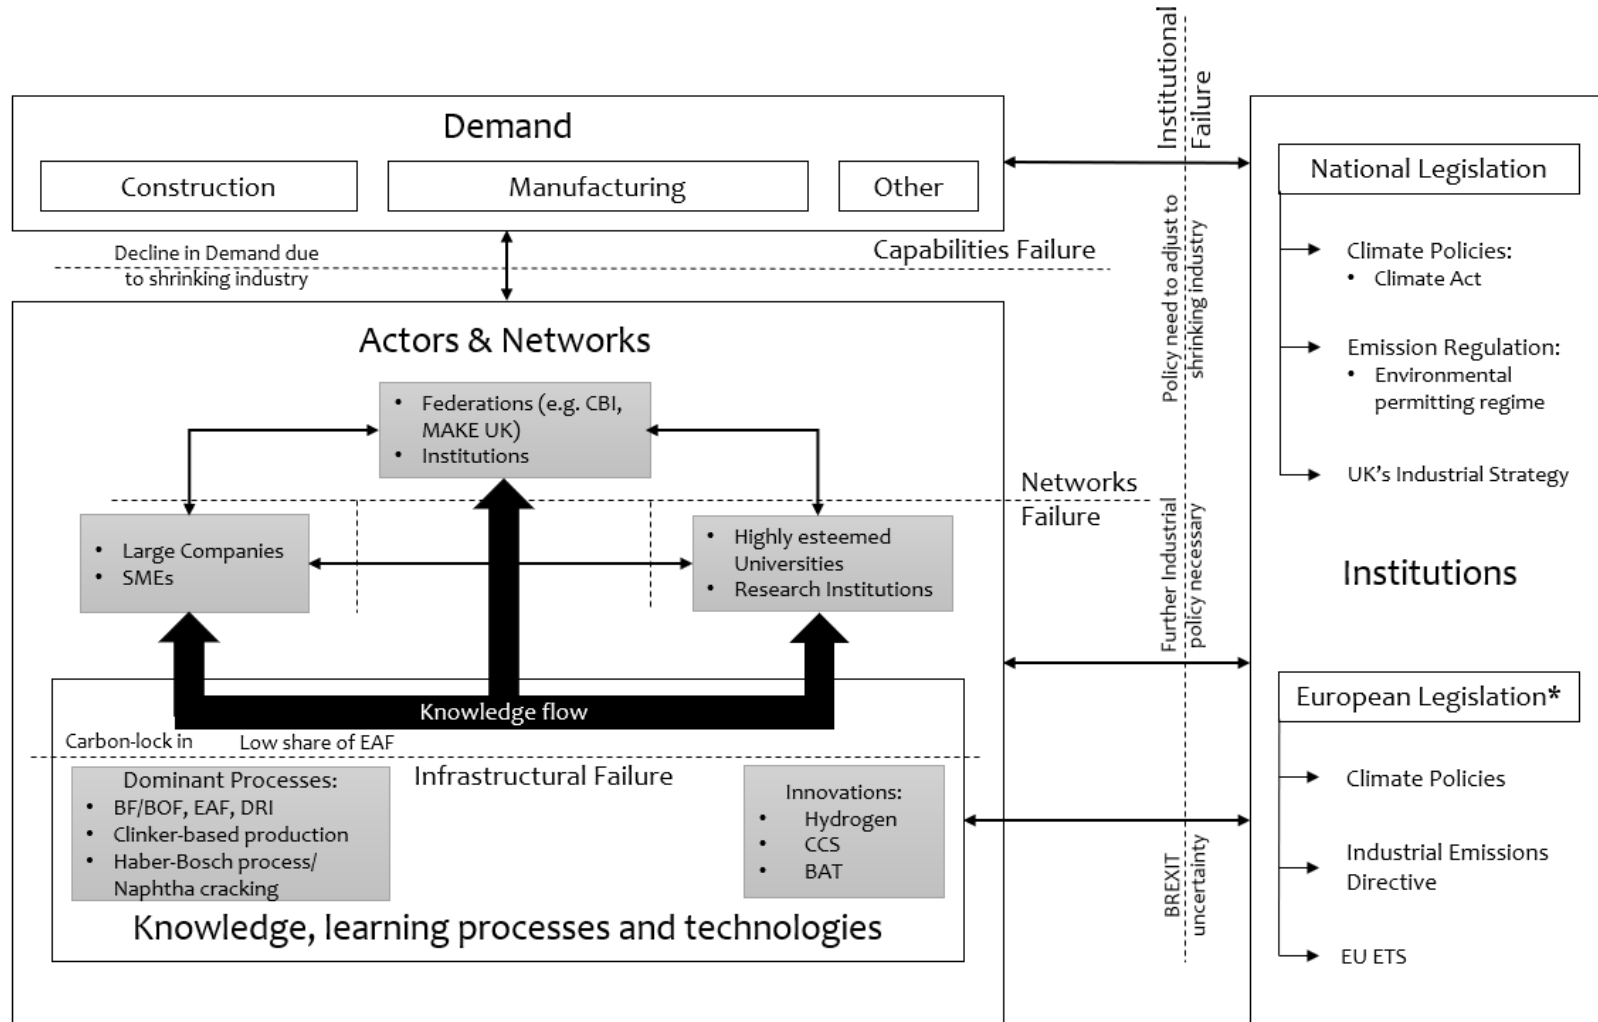 Demand
Construction
Manufacturing
Other
Decline in Demand due
to shrinking industry
Capabilities Failure
Actors & Networks
• Federations (e.g. CBI,
MAKE UK)
• Institutions
Networks
Failure
• Large Companies
• SMEs
• Highly esteemed
Universities
• Research Institutions
Knowledge flow
Carbon-lock in
Low share of EAF
Infrastructural Failure
Dominant Processes:
• BF/BOF, EAF, DRI
• Clinker-based production
• Haber-Bosch process/
Naphtha cracking
Innovations:
• Hydrogen
• CCS
• BAT
Knowledge, learning processes and technologies
Institutional
Failure
Policy need to adjust to
shrinking industry
Further Industrial
policy necessary
BREXIT
uncertainty
National Legislation
Climate Policies:
• Climate Act
Emission Regulation:
• Environmental
permitting regime
UK's Industrial Strategy
Institutions
European Legislation*
Climate Policies
Industrial Emissions
Directive
EU ETS